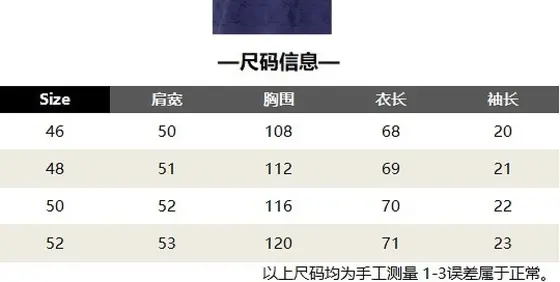 —尺码信息—
Size 肩宽 胸围 衣长 袖长
46 50 108 68 20
48 51 112 69 21
50 52 116 70 22
52 53 120 71 23
以上尺码均为手工测量 1-3误差属于正常。